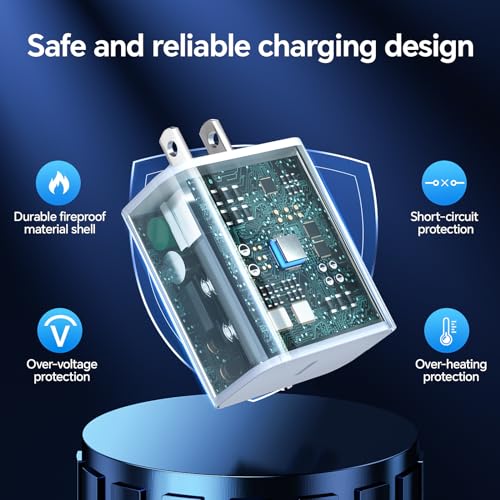 Safe and reliable charging design
Durable fireproof
material shell
Short-circuit
protection
Over-voltage
protection
Over-heating
protection